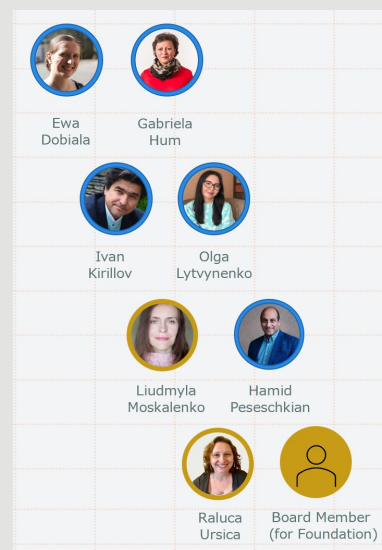 Ewa
Dobiala
Gabriela
Hum
Ivan
Kirillov
Olga
Lytvynenko
Liudmyla
Moskalenko
Hamid
Peseschkian
Raluca
Ursica
Board Member
(for Foundation)